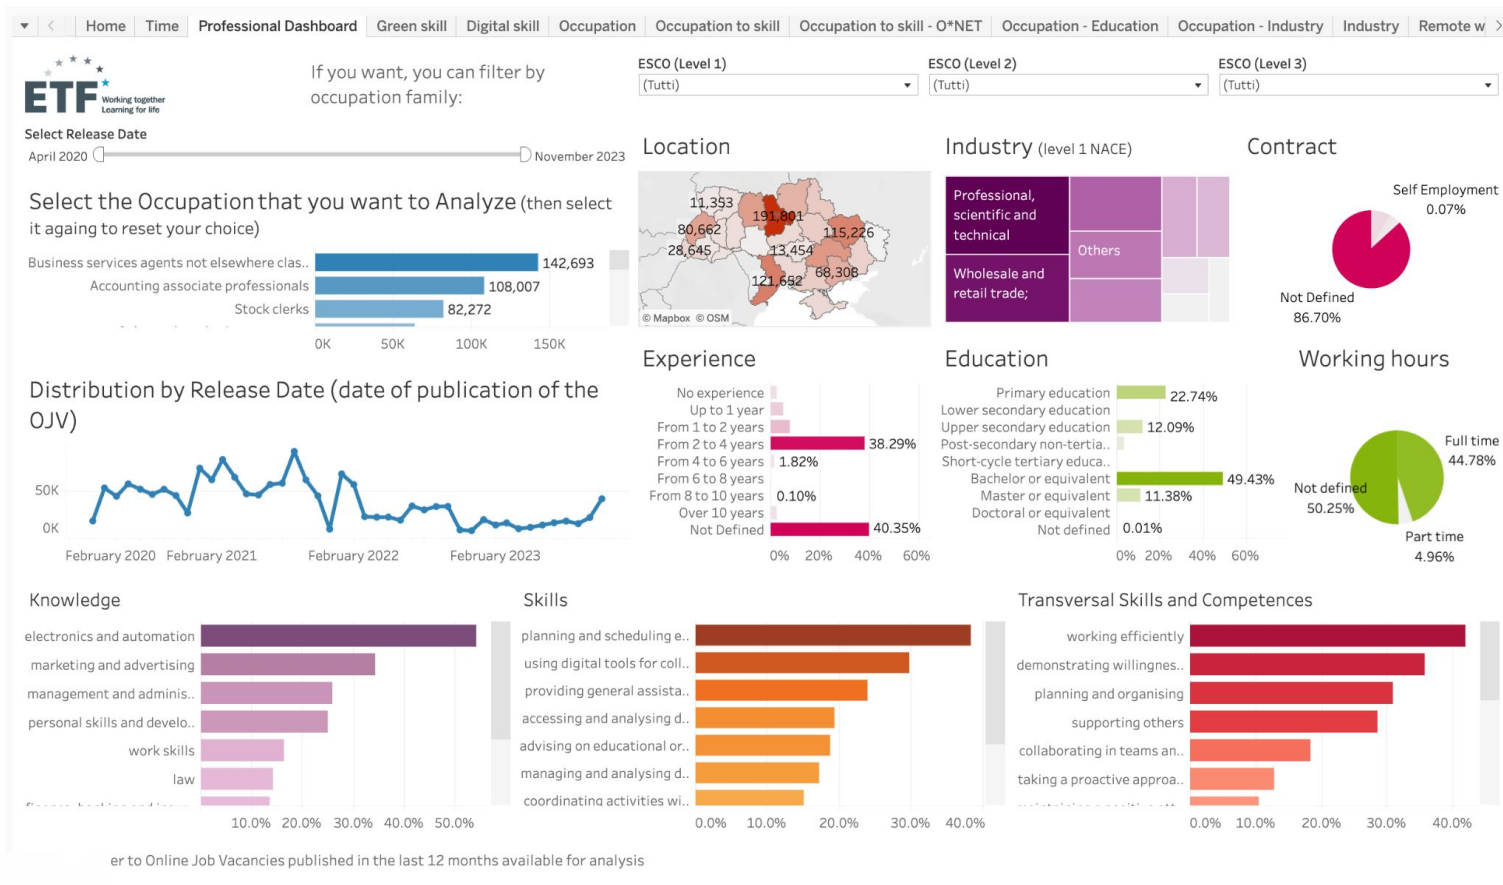 Home Time Professional Dashboard Green skill Digital skill Occupation Occupation to skill Occupation to skill - O*NET Occupation - Education Occupation - Industry Industry Remote w
ETF Working together
Learning for life
If you want, you can filter by
occupation family:
ESCO (Level 1)
(Tutti)
ESCO (Level 2)
(Tutti)
ESCO (Level 3)
(Tutti)
Select Release Date
April 2020 November 2023
Select the Occupation that you want to Analyze (then select
it againg to reset your choice)
Business services agents not elsewhere clas.. 142,693
Accounting associate professionals 108,007
Stock clerks 82,272
0K 50K 100K 150K
Location
11,353
191,801
80,662
115,226
28,645
13,454
68,308
121,652
© Mapbox © OSM
Industry (level 1 NACE)
Professional,
scientific and
technical
Others
Wholesale and
retail trade;
Contract
Self Employment
0.07%
Not Defined
86.70%
Distribution by Release Date (date of publication of the
OJV)
50K
0K
February 2020 February 2021 February 2022 February 2023
Experience
No experience
Up to 1 year
From 1 to 2 years
From 2 to 4 years 38.29%
From 4 to 6 years 1.82%
From 6 to 8 years
From 8 to 10 years 0.10%
Over 10 years
Not Defined 40.35%
0% 20% 40% 60%
Education
Primary education 22.74%
Lower secondary education
Upper secondary education 12.09%
Post-secondary non-tertia..
Short-cycle tertiary educa..
Bachelor or equivalent 49.43%
Master or equivalent 11.38%
Doctoral or equivalent
Not defined 0.01%
0% 20% 40% 60%
Working hours
Full time
44.78%
Not defined
50.25%
Part time
4.96%
Knowledge
electronics and automation
marketing and advertising
management and adminis..
personal skills and develo..
work skills
law
10.0% 20.0% 30.0% 40.0% 50.0%
Skills
planning and scheduling e..
using digital tools for coll..
providing general assista..
accessing and analysing d..
advising on educational or..
managing and analysing d..
coordinating activities wi..
0.0% 10.0% 20.0% 30.0% 40.0%
Transversal Skills and Competences
working efficiently
demonstrating willingnes..
planning and organising
supporting others
collaborating in teams an..
taking a proactive approa..
0.0% 10.0% 20.0% 30.0% 40.0%
er to Online Job Vacancies published in the last 12 months available for analysis